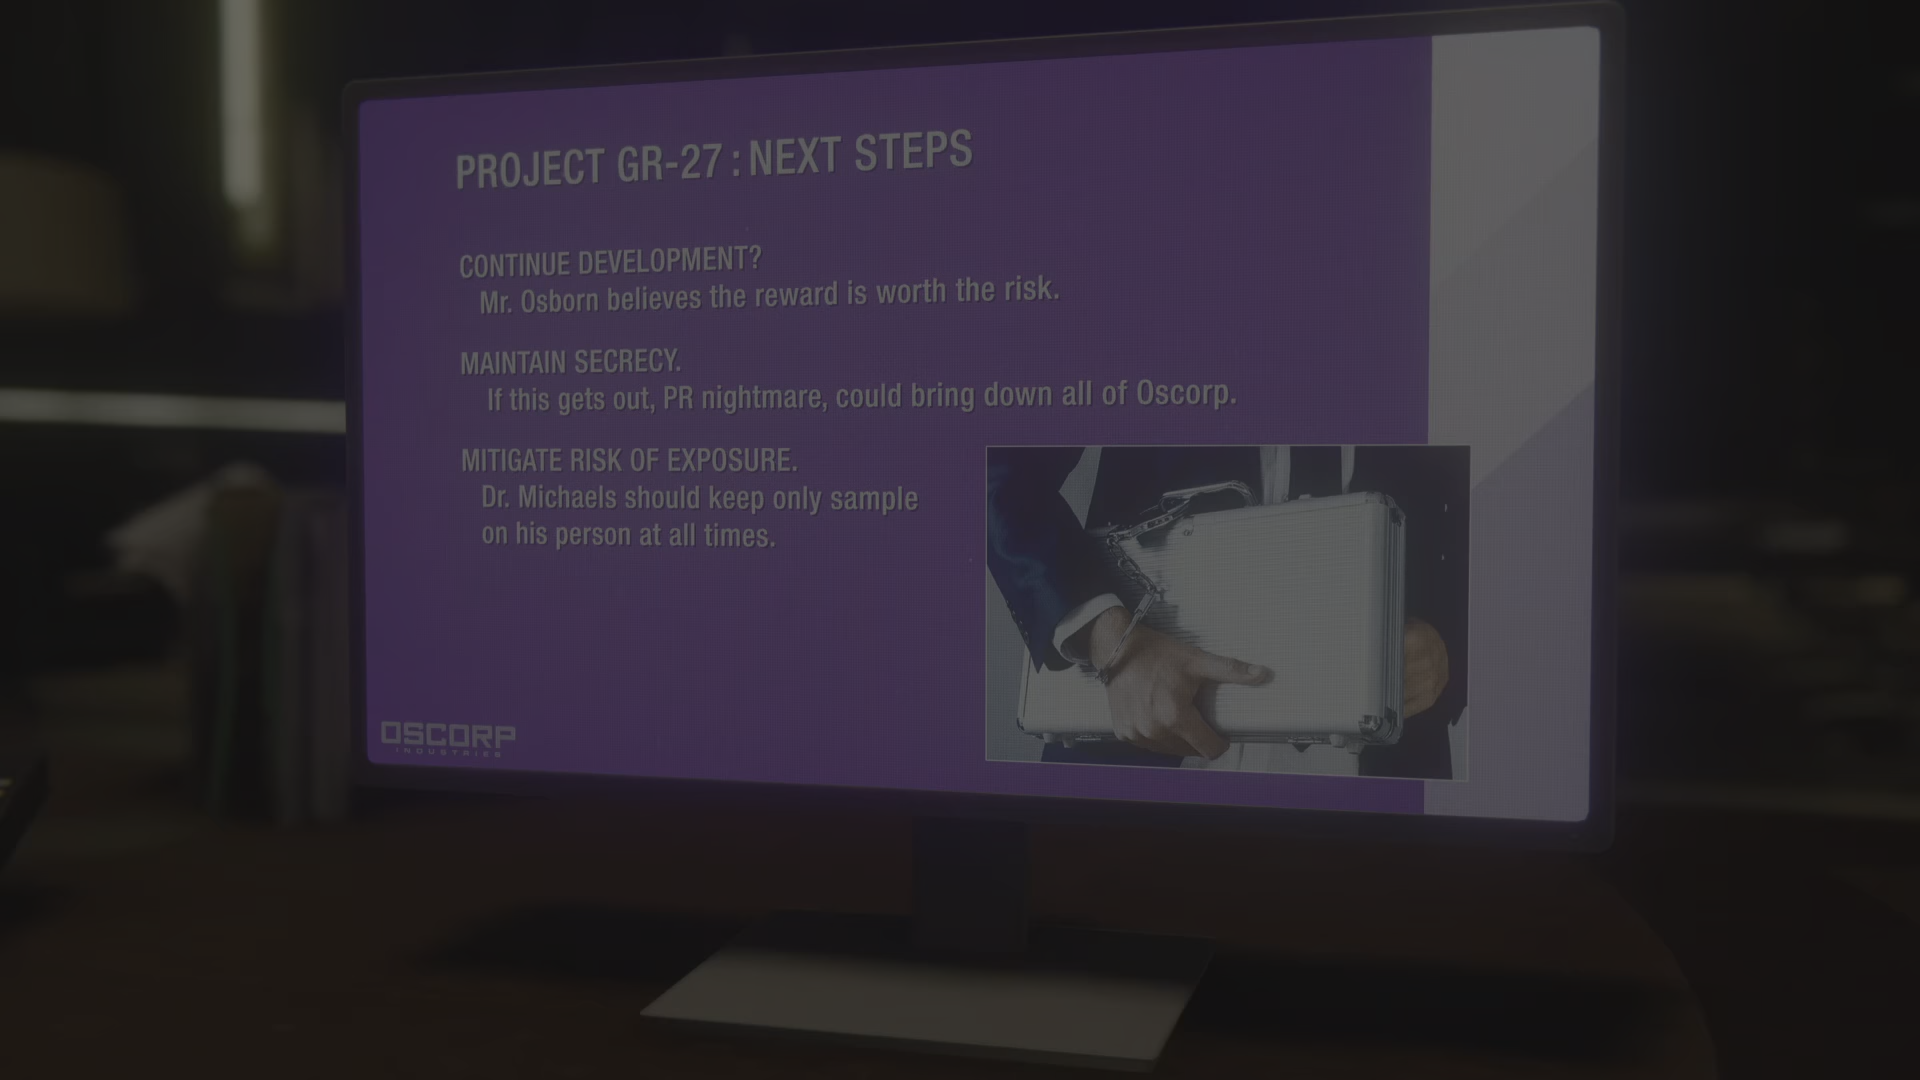 PROJECT GR-27 : NEXT STEPS
CONTINUE DEVELOPMENT?
Mr. Osborn believes the reward is worth the risk.
MAINTAIN SECRECY.
If this gets out, PR nightmare, could bring down all of Oscorp.
MITIGATE RISK OF EXPOSURE.
Dr. Michaels should keep only sample
on his person at all times.
OSCORP
INDUSTRIES